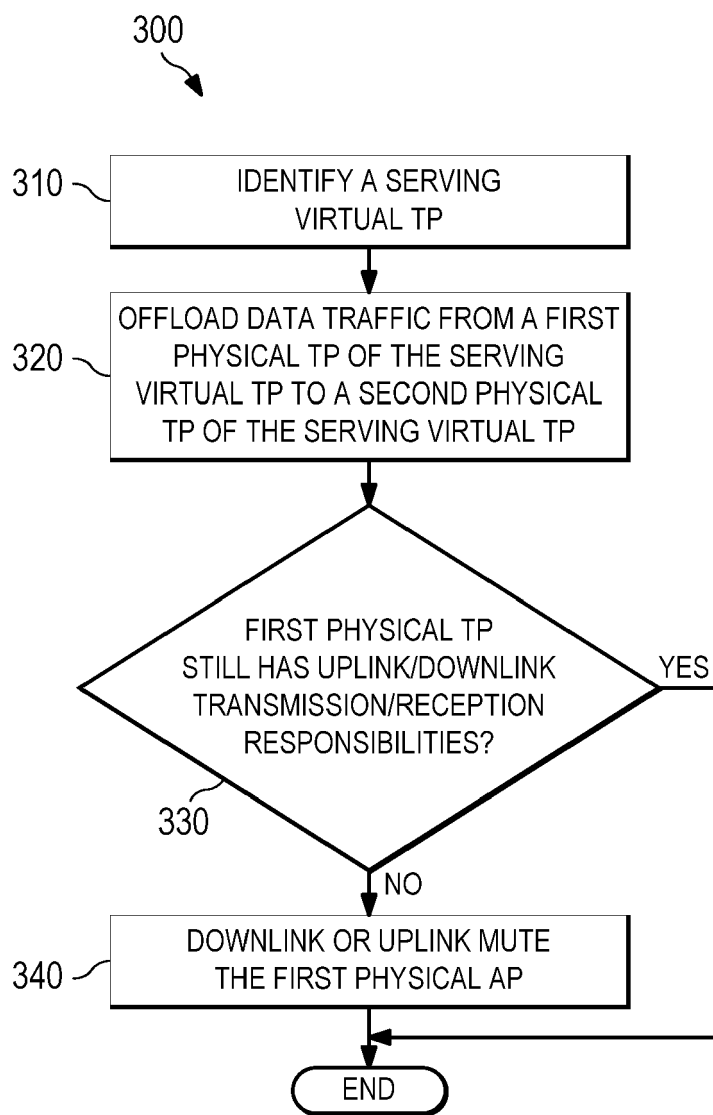 300
310
IDENTIFY A SERVING
VIRTUAL TP
320
OFFLOAD DATA TRAFFIC FROM A FIRST
PHYSICAL TP OF THE SERVING
VIRTUAL TP TO A SECOND PHYSICAL
TP OF THE SERVING VIRTUAL TP
FIRST PHYSICAL TP
STILL HAS UPLINK/DOWNLINK
TRANSMISSION/RECEPTION
RESPONSIBILITIES?
YES
330
NO
340
DOWNLINK OR UPLINK MUTE
THE FIRST PHYSICAL AP
END